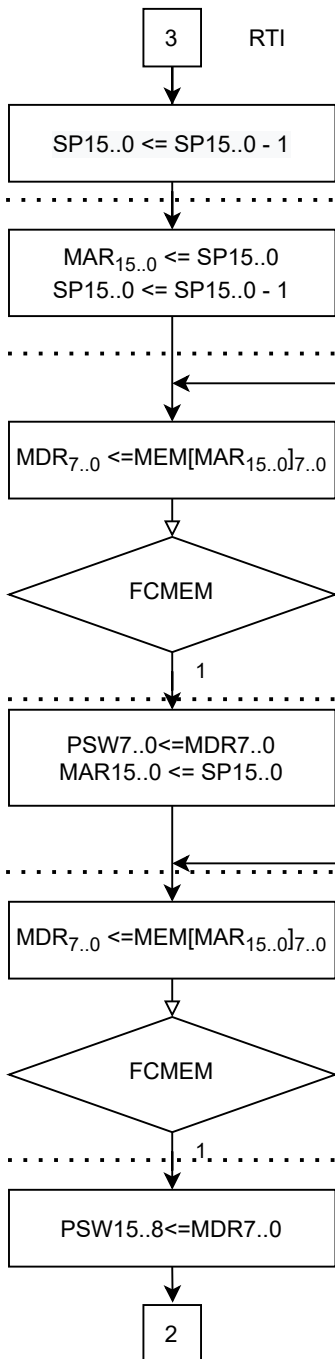 3 RTI
SP15..0 <= SP15..0 - 1
MAR15..0 <= SP15..0
SP15..0 <= SP15..0 - 1
MDR7..0 <=MEM[MAR15..0]7..0
FCMEM
1
PSW7..0<=MDR7..0
MAR15..0 <= SP15..0
MDR7..0 <=MEM[MAR15..0]7..0
FCMEM
1
PSW15..8<=MDR7..0
2